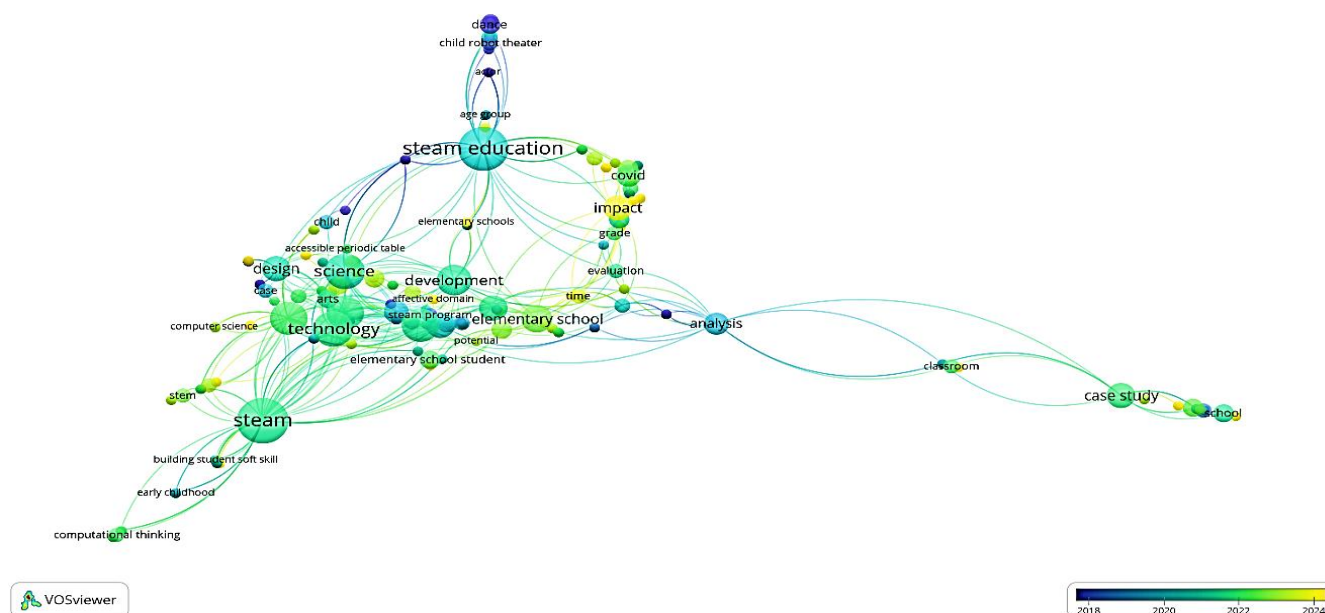 dance
child robot theater
actor
age group
steam education
covid
impact
child
elementary schools
grade
accessible periodic table
design
science
development
evaluation
case
arts
affective domain
time
steam program
computer science
technology
elementary school
analysis
potential
elementary school student
classroom
stem
case study
steam
school
building student soft skill
early childhood
computational thinking
VOSviewer
2018 2020 2022